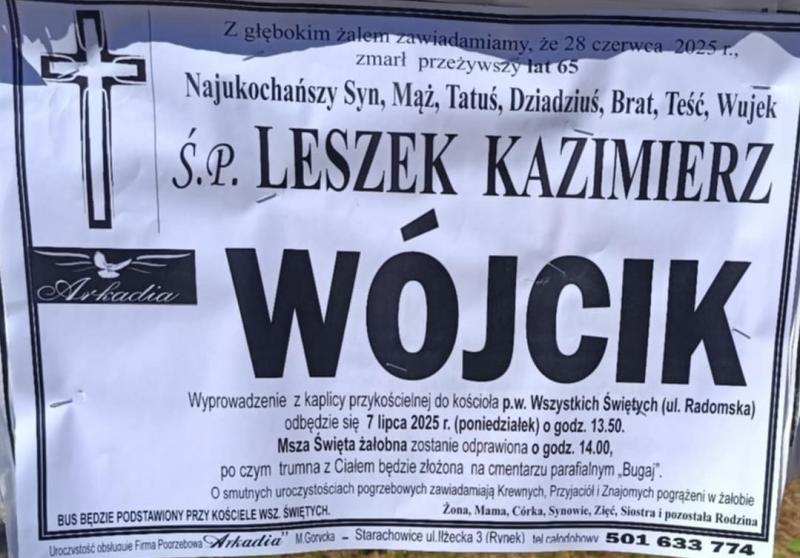 Z głębokim żalem zawiadamiamy, że 28 czerwca 2025 r.,
zmarł przeżywszy lat 65
Najukochańszy Syn, Mąż, Tatuś, Dziadziuś, Brat, Teść, Wujek
Ś.P. LESZEK KAZIMIERZ
WÓJCIK
Arkadia
Wyprowadzenie z kaplicy przykościelnej do kościoła p.w. Wszystkich Świętych (ul. Radomska)
odbędzie się 7 lipca 2025 r. (poniedziałek) o godz. 13.50.
Msza Święta żałobna zostanie odprawiona o godz. 14.00,
po czym trumna z Ciałem będzie złożona na cmentarzu parafialnym „Bugaj".
O smutnych uroczystościach pogrzebowych zawiadamiają Krewnych, Przyjaciół i Znajomych pogrążeni w żałobie
Żona, Mama, Córka, Synowie, Zięć, Siostra i pozostała Rodzina
BUS BĘDZIE PODSTAWIONY PRZY KOŚCIELE WSZ. ŚWIĘTYCH.
Uroczystość obsługuje Firma Pogrzebowa "Arkadia" M.Gorycka – Starachowice ul.Iłżecka 3 (Rynek) tel całodobowy 501 633 774